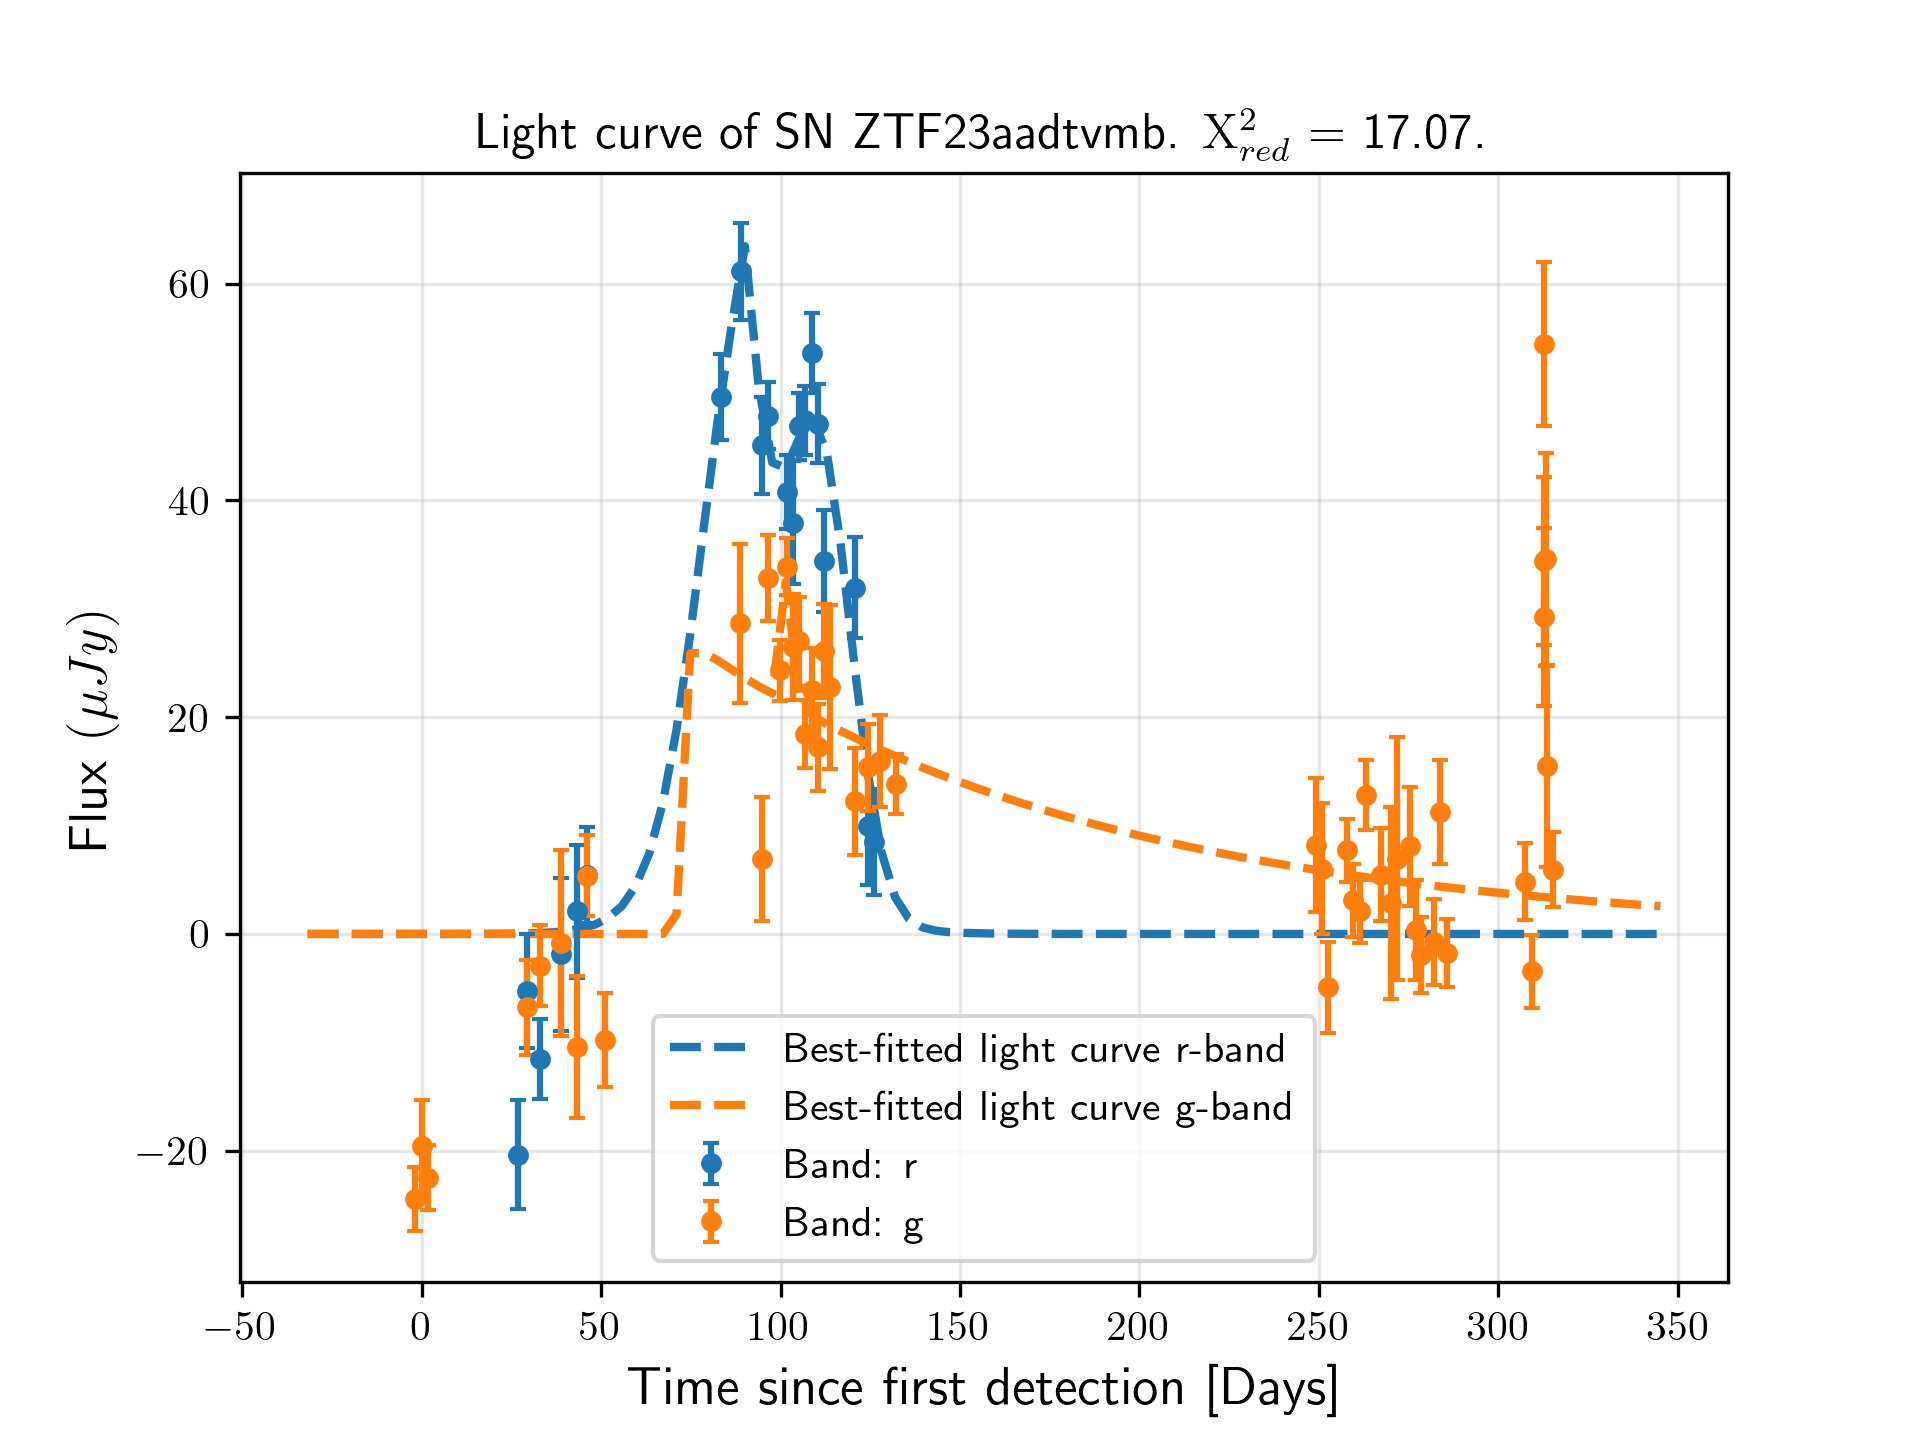 Light curve of SN ZTF23aadtvmb. X²_red = 17.07.
Flux (μJy)
60
40
20
0
−20
−50 0 50 100 150 200 250 300 350
Time since first detection [Days]
Best-fitted light curve r-band
Best-fitted light curve g-band
Band: r
Band: g